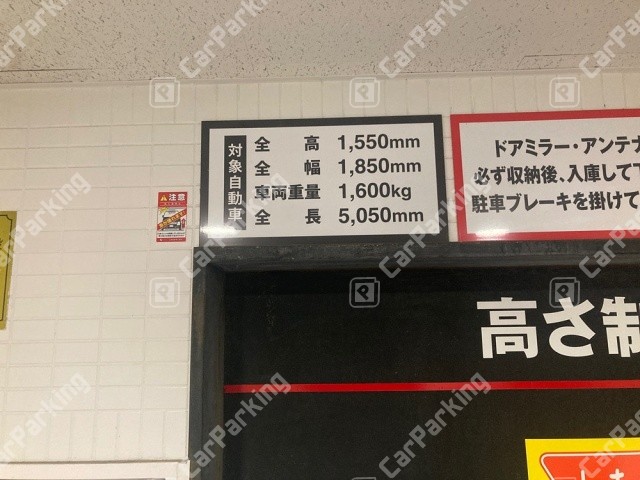 対象自動車
全高 1,550mm
全幅 1,850mm
車両重量 1,600kg
全長 5,050mm
ドアミラー・アンテナ
必ず収納後、入庫して
駐車ブレーキを掛けて
注意
高さ制
CarParking